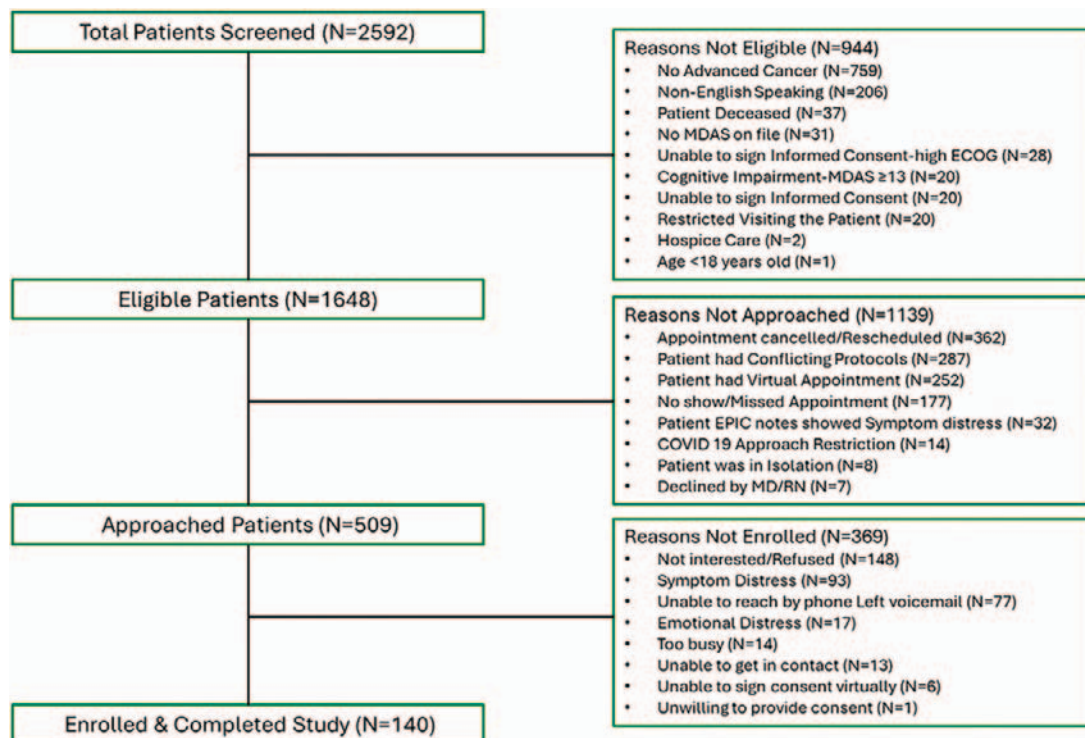 Total Patients Screened (N=2592)
Reasons Not Eligible (N=944)
• No Advanced Cancer (N=759)
• Non-English Speaking (N=206)
• Patient Deceased (N=37)
• No MDAS on file (N=31)
• Unable to sign Informed Consent-high ECOG (N=28)
• Cognitive Impairment-MDAS ≥13 (N=20)
• Unable to sign Informed Consent (N=20)
• Restricted Visiting the Patient (N=20)
• Hospice Care (N=2)
• Age <18 years old (N=1)
Eligible Patients (N=1648)
Reasons Not Approached (N=1139)
• Appointment cancelled/Rescheduled (N=362)
• Patient had Conflicting Protocols (N=287)
• Patient had Virtual Appointment (N=252)
• No show/Missed Appointment (N=177)
• Patient EPIC notes showed Symptom distress (N=32)
• COVID 19 Approach Restriction (N=14)
• Patient was in Isolation (N=8)
• Declined by MD/RN (N=7)
Approached Patients (N=509)
Reasons Not Enrolled (N=369)
• Not interested/Refused (N=148)
• Symptom Distress (N=93)
• Unable to reach by phone Left voicemail (N=77)
• Emotional Distress (N=17)
• Too busy (N=14)
• Unable to get in contact (N=13)
• Unable to sign consent virtually (N=6)
• Unwilling to provide consent (N=1)
Enrolled & Completed Study (N=140)